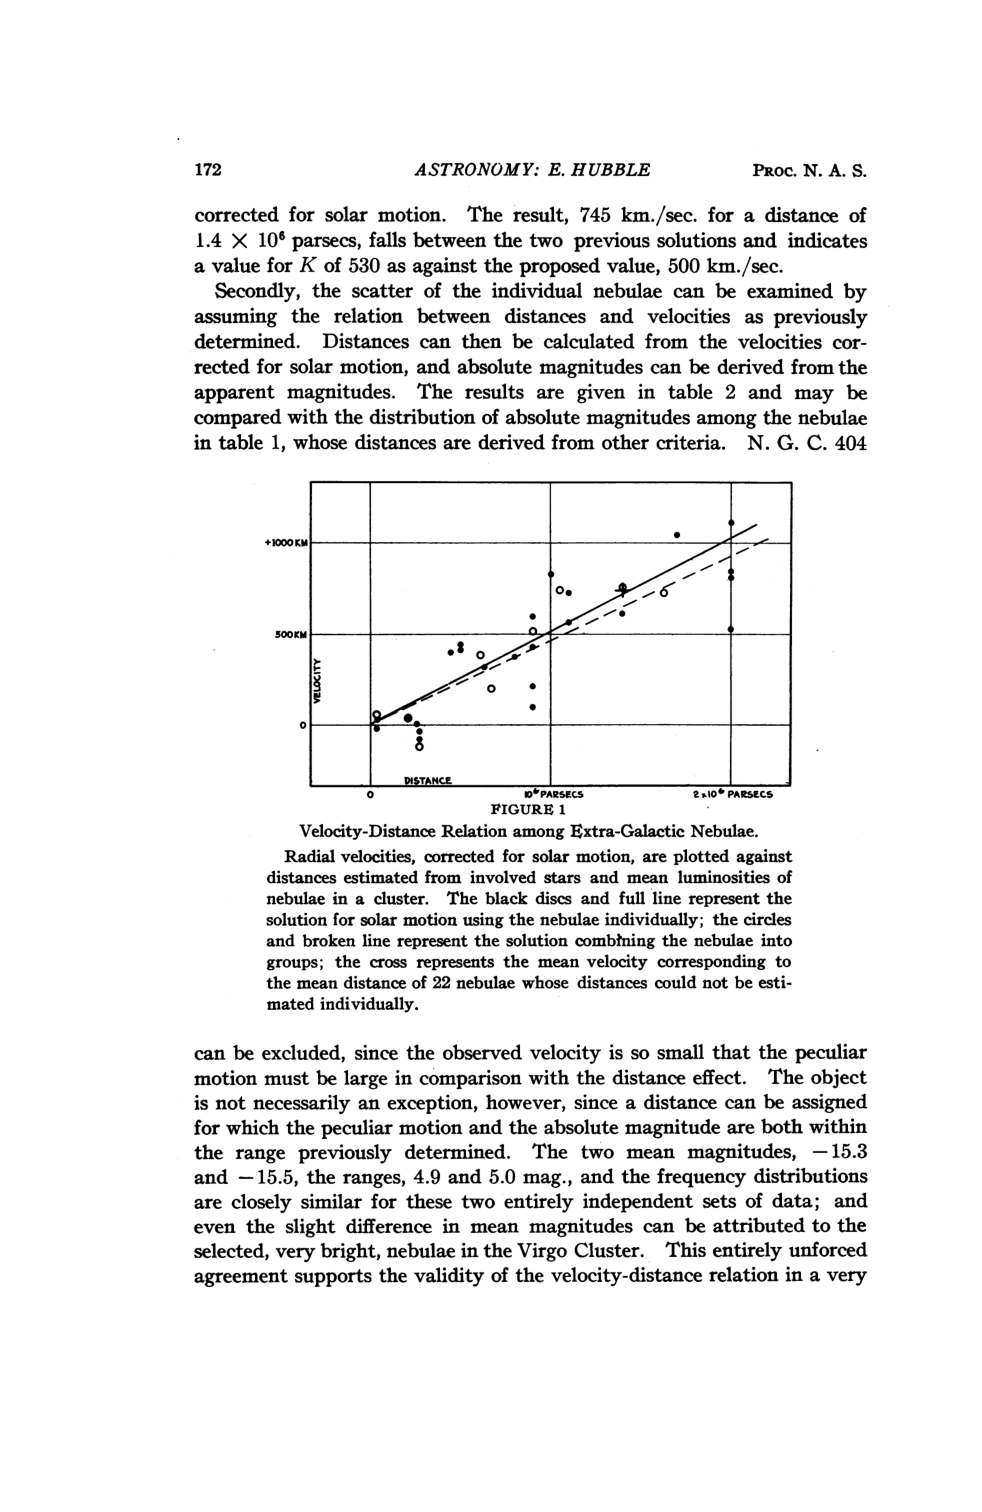 172 ASTRONOMY: E. HUBBLE PROC. N. A. S.
corrected for solar motion. The result, 745 km./sec. for a distance of
1.4 × 10⁶ parsecs, falls between the two previous solutions and indicates
a value for K of 530 as against the proposed value, 500 km./sec.
Secondly, the scatter of the individual nebulae can be examined by
assuming the relation between distances and velocities as previously
determined. Distances can then be calculated from the velocities cor-
rected for solar motion, and absolute magnitudes can be derived from the
apparent magnitudes. The results are given in table 2 and may be
compared with the distribution of absolute magnitudes among the nebulae
in table 1, whose distances are derived from other criteria. N. G. C. 404
+1000 KM
500 KM
VELOCITY
0
DISTANCE
0 10⁶ PARSECS 2 x 10⁶ PARSECS
FIGURE 1
Velocity-Distance Relation among Extra-Galactic Nebulae.
Radial velocities, corrected for solar motion, are plotted against
distances estimated from involved stars and mean luminosities of
nebulae in a cluster. The black discs and full line represent the
solution for solar motion using the nebulae individually; the circles
and broken line represent the solution combining the nebulae into
groups; the cross represents the mean velocity corresponding to
the mean distance of 22 nebulae whose distances could not be esti-
mated individually.
can be excluded, since the observed velocity is so small that the peculiar
motion must be large in comparison with the distance effect. The object
is not necessarily an exception, however, since a distance can be assigned
for which the peculiar motion and the absolute magnitude are both within
the range previously determined. The two mean magnitudes, −15.3
and −15.5, the ranges, 4.9 and 5.0 mag., and the frequency distributions
are closely similar for these two entirely independent sets of data; and
even the slight difference in mean magnitudes can be attributed to the
selected, very bright, nebulae in the Virgo Cluster. This entirely unforced
agreement supports the validity of the velocity-distance relation in a very